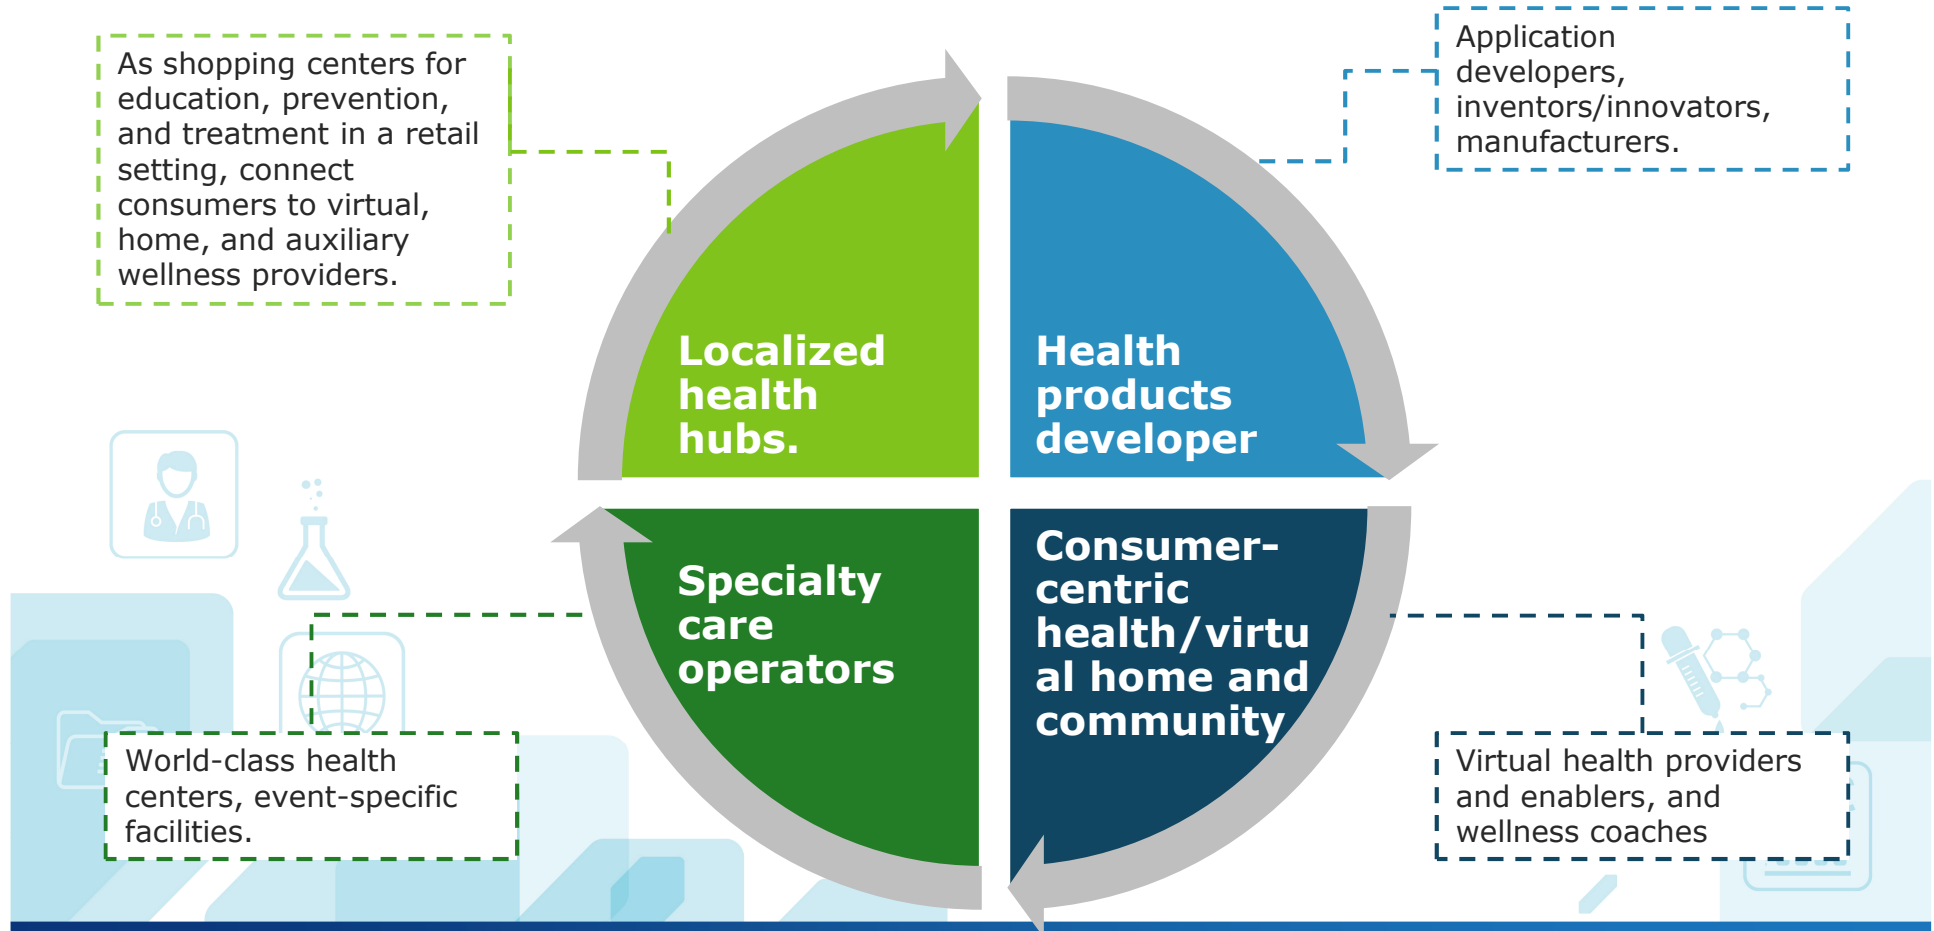 As shopping centers for
education, prevention,
and treatment in a retail
setting, connect
consumers to virtual,
home, and auxiliary
wellness providers.
Application
developers,
inventors/innovators,
manufacturers.
Localized
health
hubs.
Health
products
developer
Specialty
care
operators
Consumer-
centric
health/virtu
al home and
community
World-class health
centers, event-specific
facilities.
Virtual health providers
and enablers, and
wellness coaches